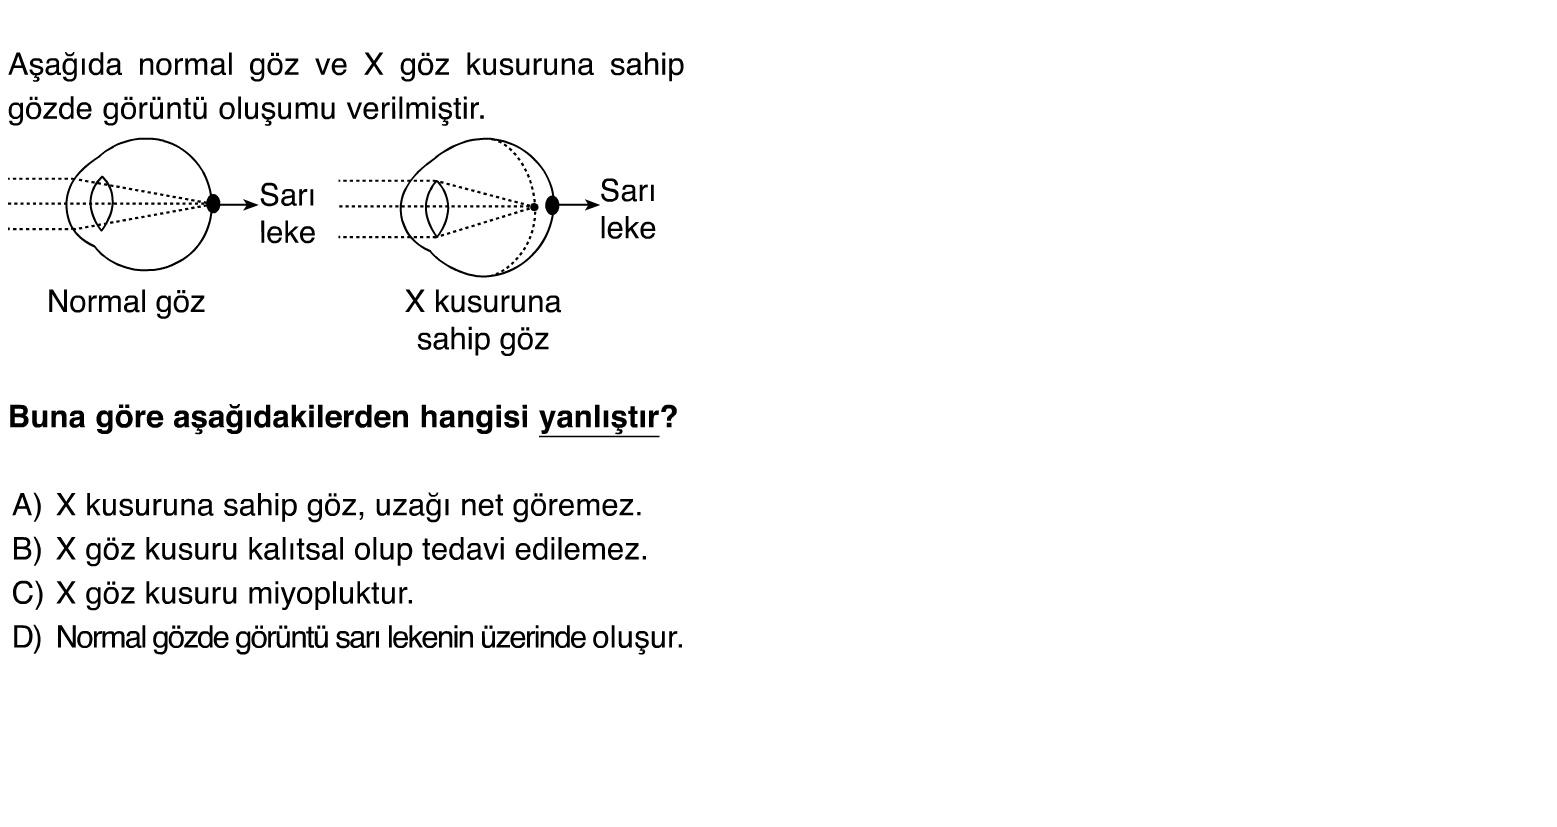 Aşağıda normal göz ve X göz kusuruna sahip
gözde görüntü oluşumu verilmiştir.
Sarı
leke
Sarı
leke
Normal göz
X kusuruna
sahip göz
Buna göre aşağıdakilerden hangisi yanlıştır?
A) X kusuruna sahip göz, uzağı net göremez.
B) X göz kusuru kalıtsal olup tedavi edilemez.
C) X göz kusuru miyopluktur.
D) Normal gözde görüntü sarı lekenin üzerinde oluşur.